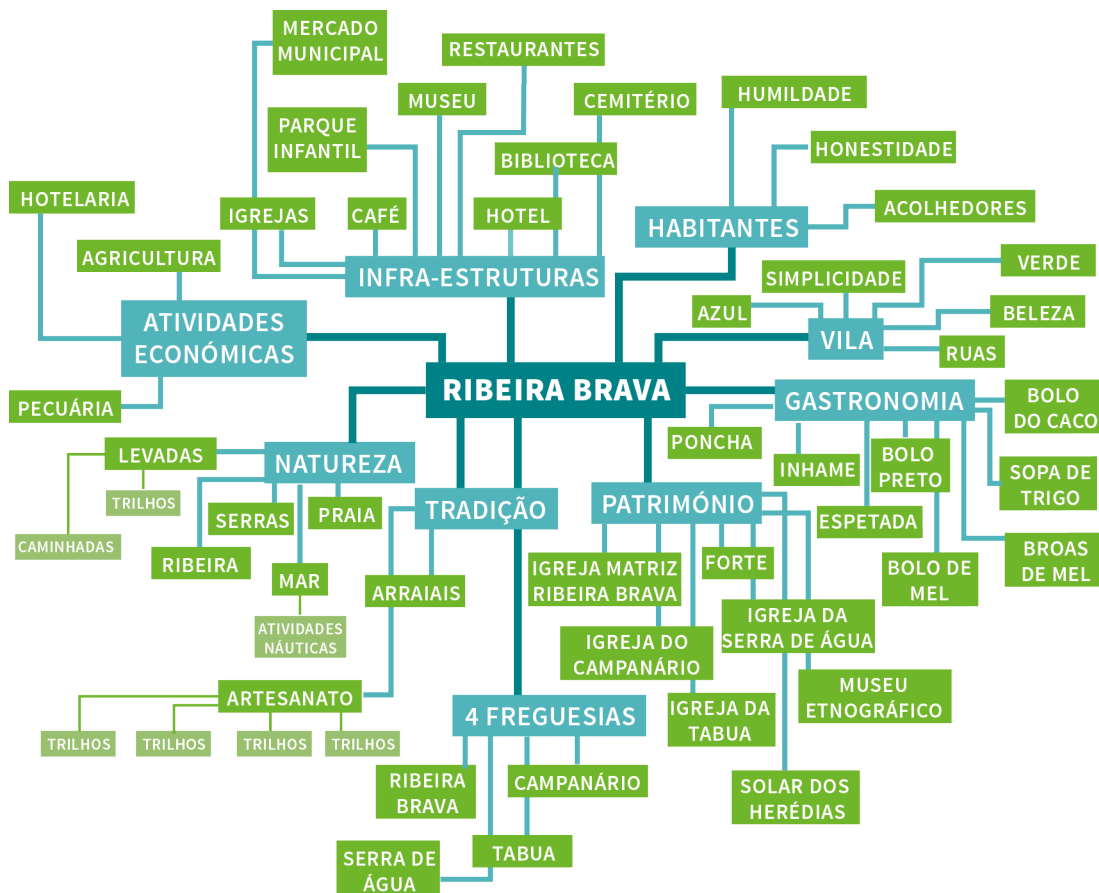 MERCADO
MUNICIPAL
RESTAURANTES
MUSEU
CEMITÉRIO
HUMILDADE
PARQUE
INFANTIL
BIBLIOTECA
HONESTIDADE
HOTELARIA
IGREJAS
CAFÉ
HOTEL
HABITANTES
ACOLHEDORES
AGRICULTURA
INFRA-ESTRUTURAS
SIMPLICIDADE
VERDE
ATIVIDADES
ECONÓMICAS
AZUL
VILA
BELEZA
RUAS
RIBEIRA BRAVA
PECUÁRIA
GASTRONOMIA
BOLO
DO CACO
PONCHA
INHAME
BOLO
PRETO
SOPA DE
TRIGO
ESPETADA
BOLO DE
MEL
BROAS
DE MEL
LEVADAS
NATUREZA
TRILHOS
CAMINHADAS
SERRAS
PRAIA
RIBEIRA
MAR
ATIVIDADES
NÁUTICAS
TRADIÇÃO
ARRAIAIS
ARTESANATO
TRILHOS
TRILHOS
TRILHOS
TRILHOS
PATRIMÓNIO
IGREJA MATRIZ
RIBEIRA BRAVA
FORTE
IGREJA DO
CAMPANÁRIO
IGREJA DA
SERRA DE ÁGUA
IGREJA DA
TABUA
MUSEU
ETNOGRÁFICO
SOLAR DOS
HERÉDIAS
4 FREGUESIAS
RIBEIRA
BRAVA
CAMPANÁRIO
TABUA
SERRA DE
ÁGUA